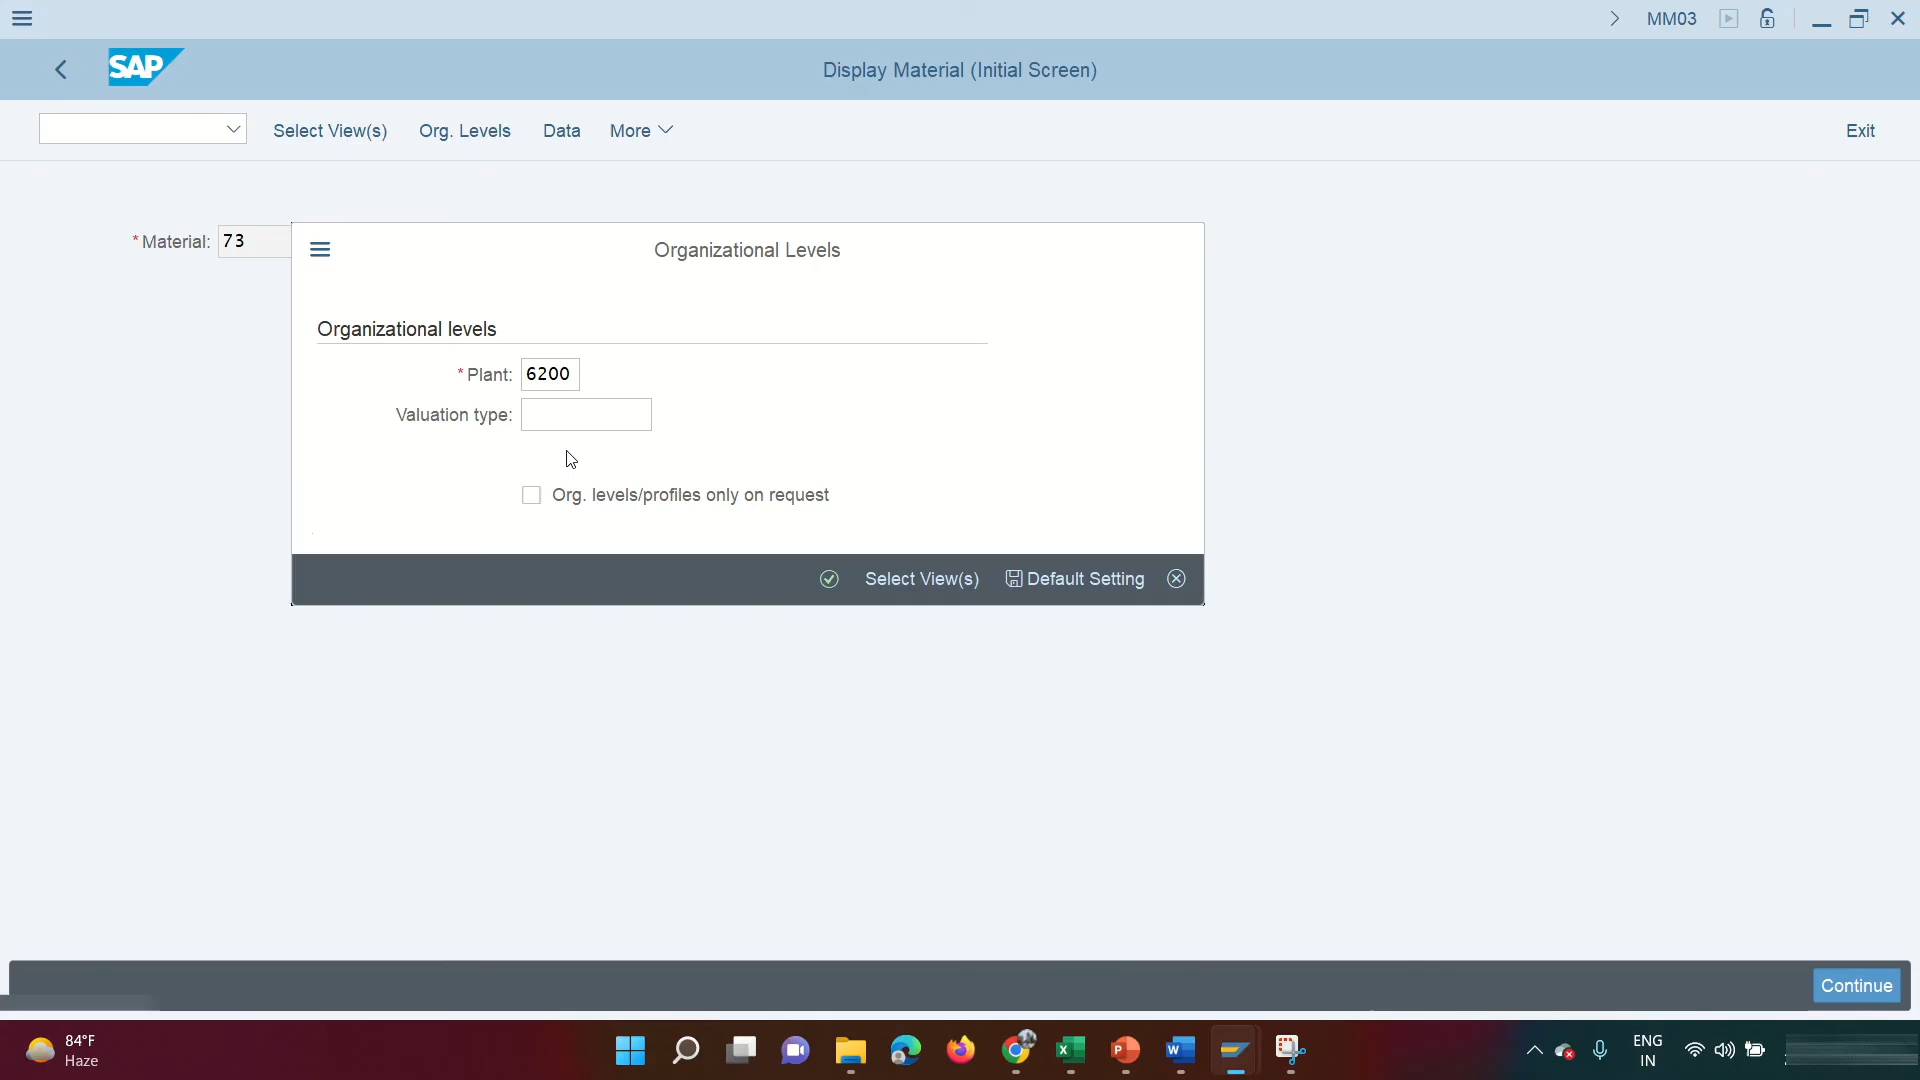 MM03
SAP
Display Material (Initial Screen)
Select View(s) Org. Levels Data More Exit
* Material: 73
Organizational Levels
Organizational levels
* Plant: 6200
Valuation type:
Org. levels/profiles only on request
Select View(s) Default Setting
Continue
84°F
Haze
ENG
IN